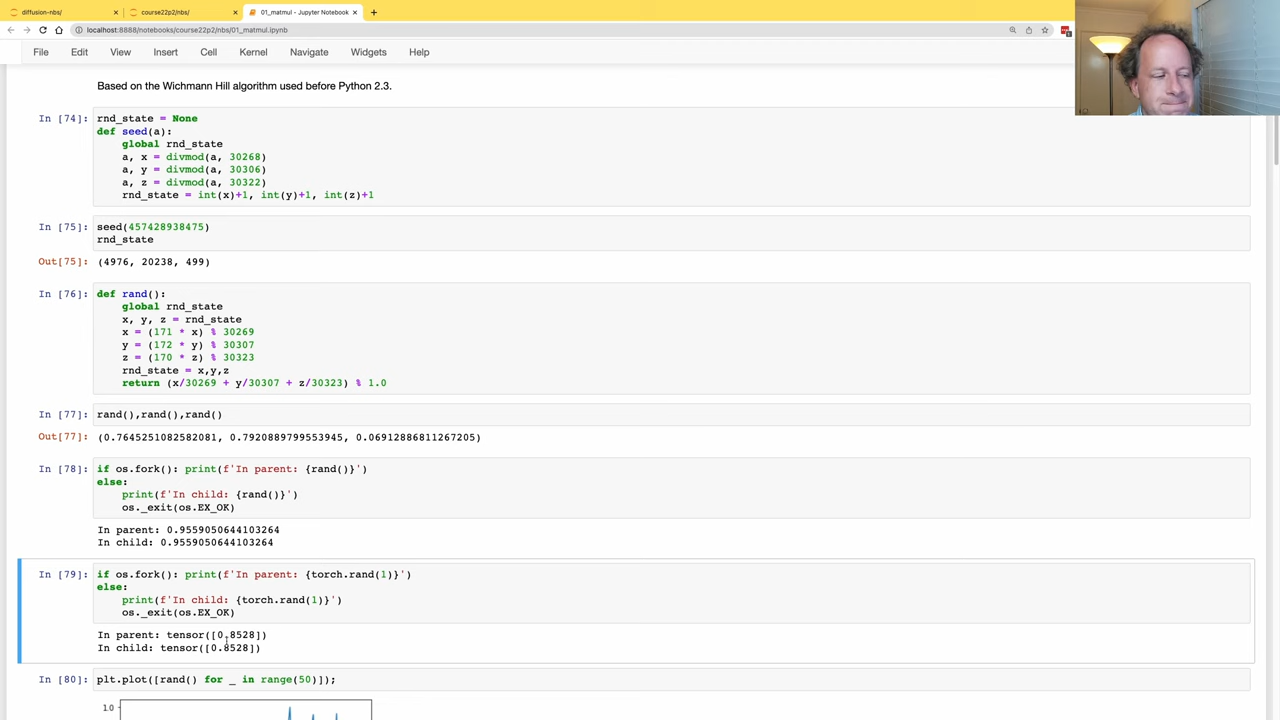 diffusion-nbs/
course22p2/nbs/
01_matmul - Jupyter Notebook
localhost:8888/notebooks/course22p2/nbs/01_matmul.ipynb
File Edit View Insert Cell Kernel Navigate Widgets Help
Based on the Wichmann Hill algorithm used before Python 2.3.
In [74]: rnd_state = None
def seed(a):
    global rnd_state
    a, x = divmod(a, 30268)
    a, y = divmod(a, 30306)
    a, z = divmod(a, 30322)
    rnd_state = int(x)+1, int(y)+1, int(z)+1
In [75]: seed(457428938475)
rnd_state
Out[75]: (4976, 20238, 499)
In [76]: def rand():
    global rnd_state
    x, y, z = rnd_state
    x = (171 * x) % 30269
    y = (172 * y) % 30307
    z = (170 * z) % 30323
    rnd_state = x,y,z
    return (x/30269 + y/30307 + z/30323) % 1.0
In [77]: rand(),rand(),rand()
Out[77]: (0.7645251082582081, 0.7920889799553945, 0.06912886811267205)
In [78]: if os.fork(): print(f'In parent: {rand()}')
else:
    print(f'In child: {rand()}')
    os._exit(os.EX_OK)
In parent: 0.9559050644103264
In child: 0.9559050644103264
In [79]: if os.fork(): print(f'In parent: {torch.rand(1)}')
else:
    print(f'In child: {torch.rand(1)}')
    os._exit(os.EX_OK)
In parent: tensor([0.8528])
In child: tensor([0.8528])
In [80]: plt.plot([rand() for _ in range(50)]);
1.0